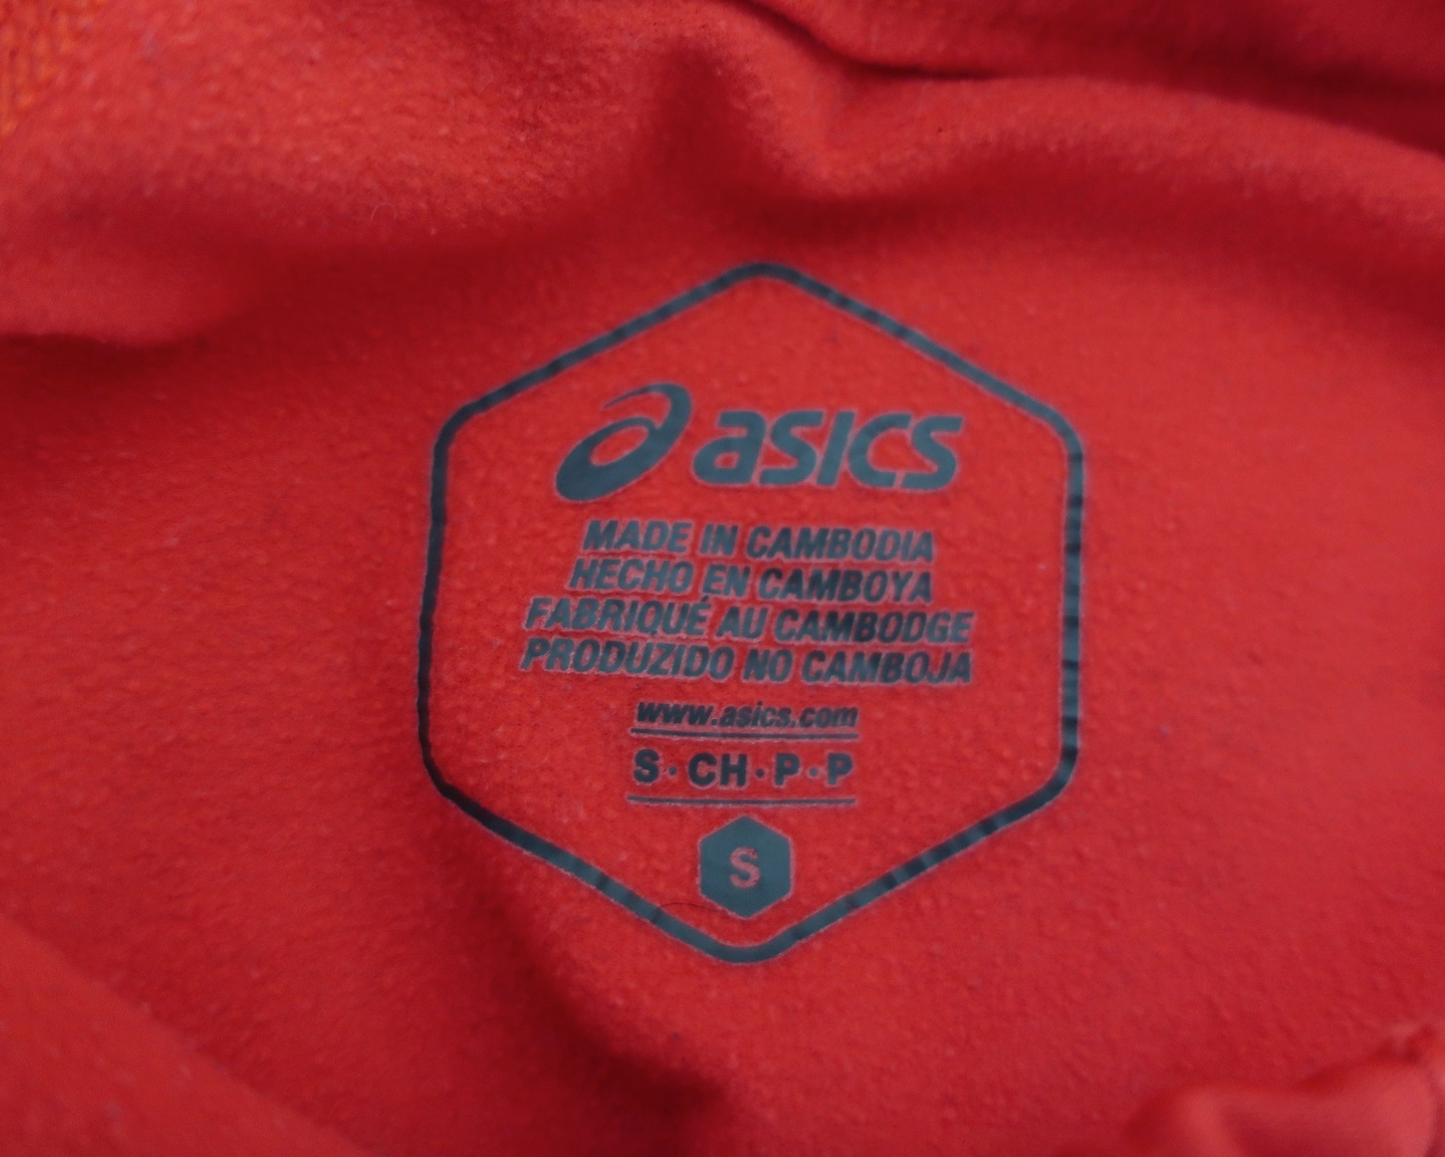 asics
MADE IN CAMBODIA
HECHO EN CAMBOYA
FABRIQUÉ AU CAMBODGE
PRODUZIDO NO CAMBOJA
www.asics.com
S·CH·P·P
S